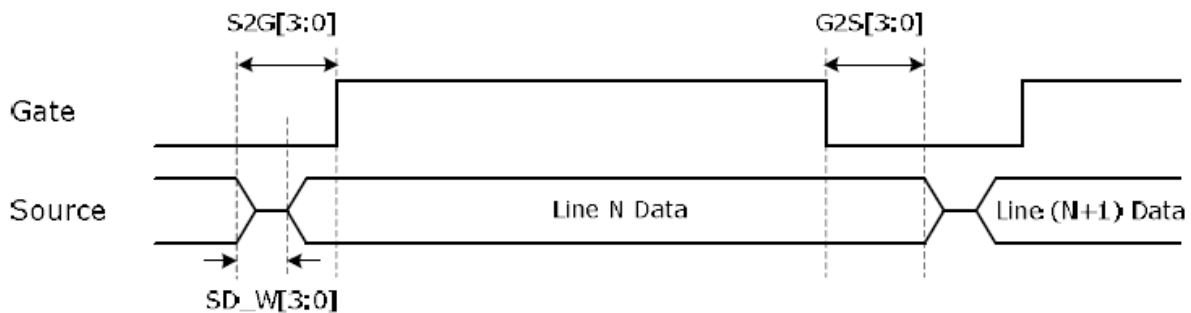 S2G[3:0]
G2S[3:0]
Gate
Source
Line N Data
Line (N+1) Data
SD_W[3:0]